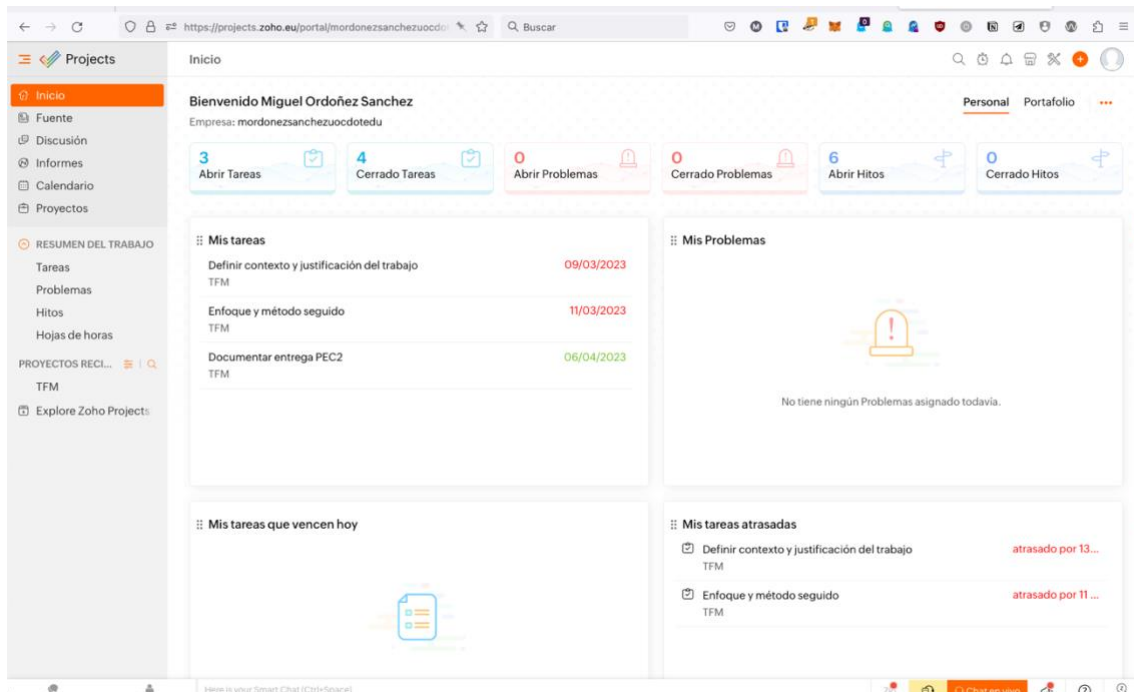 https://projects.zoho.eu/portal/mordonezsanchezuocdo
Buscar
Projects
Inicio
Inicio
Fuente
Discusión
Informes
Calendario
Proyectos
RESUMEN DEL TRABAJO
Tareas
Problemas
Hitos
Hojas de horas
PROYECTOS RECI...
TFM
Explore Zoho Projects
Bienvenido Miguel Ordoñez Sanchez
Personal Portafolio
Empresa: mordonezsanchezuocdotedu
3
Abrir Tareas
4
Cerrado Tareas
0
Abrir Problemas
0
Cerrado Problemas
6
Abrir Hitos
0
Cerrado Hitos
Mis tareas
Definir contexto y justificación del trabajo 09/03/2023
TFM
Enfoque y método seguido 11/03/2023
TFM
Documentar entrega PEC2 06/04/2023
TFM
Mis Problemas
No tiene ningún Problemas asignado todavía.
Mis tareas que vencen hoy
Mis tareas atrasadas
Definir contexto y justificación del trabajo atrasado por 13...
TFM
Enfoque y método seguido atrasado por 11 ...
TFM
Here is your Smart Chat (Ctrl+Space)
Chat en vivo